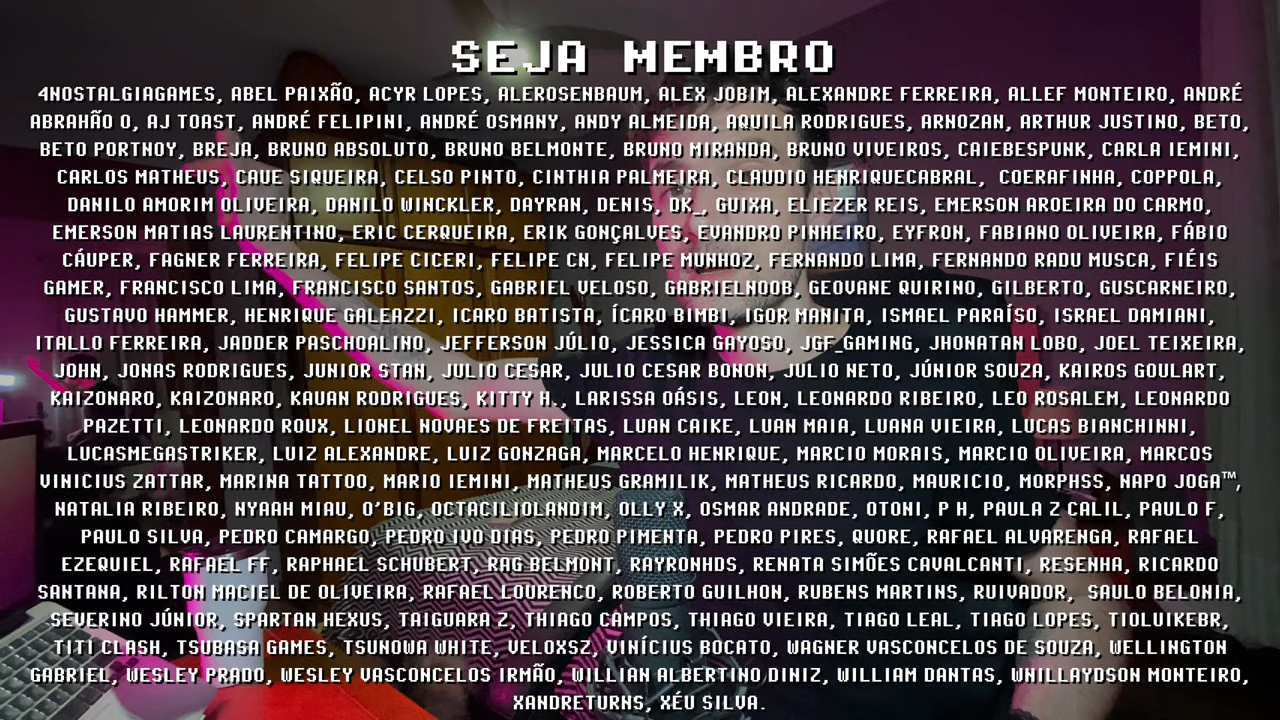 SEJA MEMBRO
4NOSTALGIAGAMES, ABEL PAIXÃO, ACYR LOPES, ALEROSENBAUM, ALEX JOBIM, ALEXANDRE FERREIRA, ALLEF MONTEIRO, ANDRÉ
ABRAHÃO O, AJ TOAST, ANDRÉ FELIPINI, ANDRÉ OSMANY, ANDY ALMEIDA, AQUILA RODRIGUES, ARNOZAN, ARTHUR JUSTINO, BETO,
BETO PORTNOY, BREJA, BRUNO ABSOLUTO, BRUNO BELMONTE, BRUNO MIRANDA, BRUNO VIVEIROS, CAIEBESPUNK, CARLA IEMINI,
CARLOS MATHEUS, CAUE SIQUEIRA, CELSO PINTO, CINTHIA PALMEIRA, CLAUDIO HENRIQUECABRAL, COERAFINHA, COPPOLA,
DANILO AMORIM OLIVEIRA, DANILO WINCKLER, DAYRAN, DENIS, DK_, GUIXA, ELIEZER REIS, EMERSON AROEIRA DO CARMO,
EMERSON MATIAS LAURENTINO, ERIC CERQUEIRA, ERIK GONÇALVES, EVANDRO PINHEIRO, EYFRON, FABIANO OLIVEIRA, FÁBIO
CÁUPER, FAGNER FERREIRA, FELIPE CICERI, FELIPE CN, FELIPE MUNHOZ, FERNANDO LIMA, FERNANDO RADU MUSCA, FIÉIS
GAMER, FRANCISCO LIMA, FRANCISCO SANTOS, GABRIEL VELOSO, GABRIELNOOB, GEOVANE QUIRINO, GILBERTO, GUSCARNEIRO,
GUSTAVO HAMMER, HENRIQUE GALEAZZI, ICARO BATISTA, ÍCARO BIMBI, IGOR MANITA, ISMAEL PARAÍSO, ISRAEL DAMIANI,
ITALLO FERREIRA, JADDER PASCHOALINO, JEFFERSON JÚLIO, JESSICA GAYOSO, JGF_GAMING, JHONATAN LOBO, JOEL TEIXEIRA,
JOHN, JONAS RODRIGUES, JUNIOR STAN, JULIO CESAR, JULIO CESAR BONON, JULIO NETO, JÚNIOR SOUZA, KAIROS GOULART,
KAIZONARO, KAIZONARO, KAUAN RODRIGUES, KITTY H., LARISSA OÁSIS, LEON, LEONARDO RIBEIRO, LEO ROSALEM, LEONARDO
PAZETTI, LEONARDO ROUX, LIONEL NOVAES DE FREITAS, LUAN CAIKE, LUAN MAIA, LUANA VIEIRA, LUCAS BIANCHINNI,
LUCASMEGASTRIKER, LUIZ ALEXANDRE, LUIZ GONZAGA, MARCELO HENRIQUE, MARCIO MORAIS, MARCIO OLIVEIRA, MARCOS
VINICIUS ZATTAR, MARINA TATTOO, MARIO IEMINI, MATHEUS GRAMILIK, MATHEUS RICARDO, MAURICIO, MORPHSS, NAPO JOGA™,
NATALIA RIBEIRO, NYAAH MIAU, O'BIG, OCTACILIOLANDIM, OLLY X, OSMAR ANDRADE, OTONI, P H, PAULA Z CALIL, PAULO F,
PAULO SILVA, PEDRO CAMARGO, PEDRO IVO DIAS, PEDRO PIMENTA, PEDRO PIRES, QUORE, RAFAEL ALVARENGA, RAFAEL
EZEQUIEL, RAFAEL FF, RAPHAEL SCHUBERT, RAG BELMONT, RAYRONHDS, RENATA SIMÕES CAVALCANTI, RESENHA, RICARDO
SANTANA, RILTON MACIEL DE OLIVEIRA, RAFAEL LOURENCO, ROBERTO GUILHON, RUBENS MARTINS, RUIVADOR, SAULO BELONIA,
SEVERINO JÚNIOR, SPARTAN HEXUS, TAIGUARA Z, THIAGO CAMPOS, THIAGO VIEIRA, TIAGO LEAL, TIAGO LOPES, TIOLUIKEBR,
TITI CLASH, TSUBASA GAMES, TSUNOWA WHITE, VELOXSZ, VINÍCIUS BOCATO, WAGNER VASCONCELOS DE SOUZA, WELLINGTON
GABRIEL, WESLEY PRADO, WESLEY VASCONCELOS IRMÃO, WILLIAN ALBERTINO DINIZ, WILLIAM DANTAS, WHILLAYDSON MONTEIRO,
XANDRETURNS, XÉU SILVA.